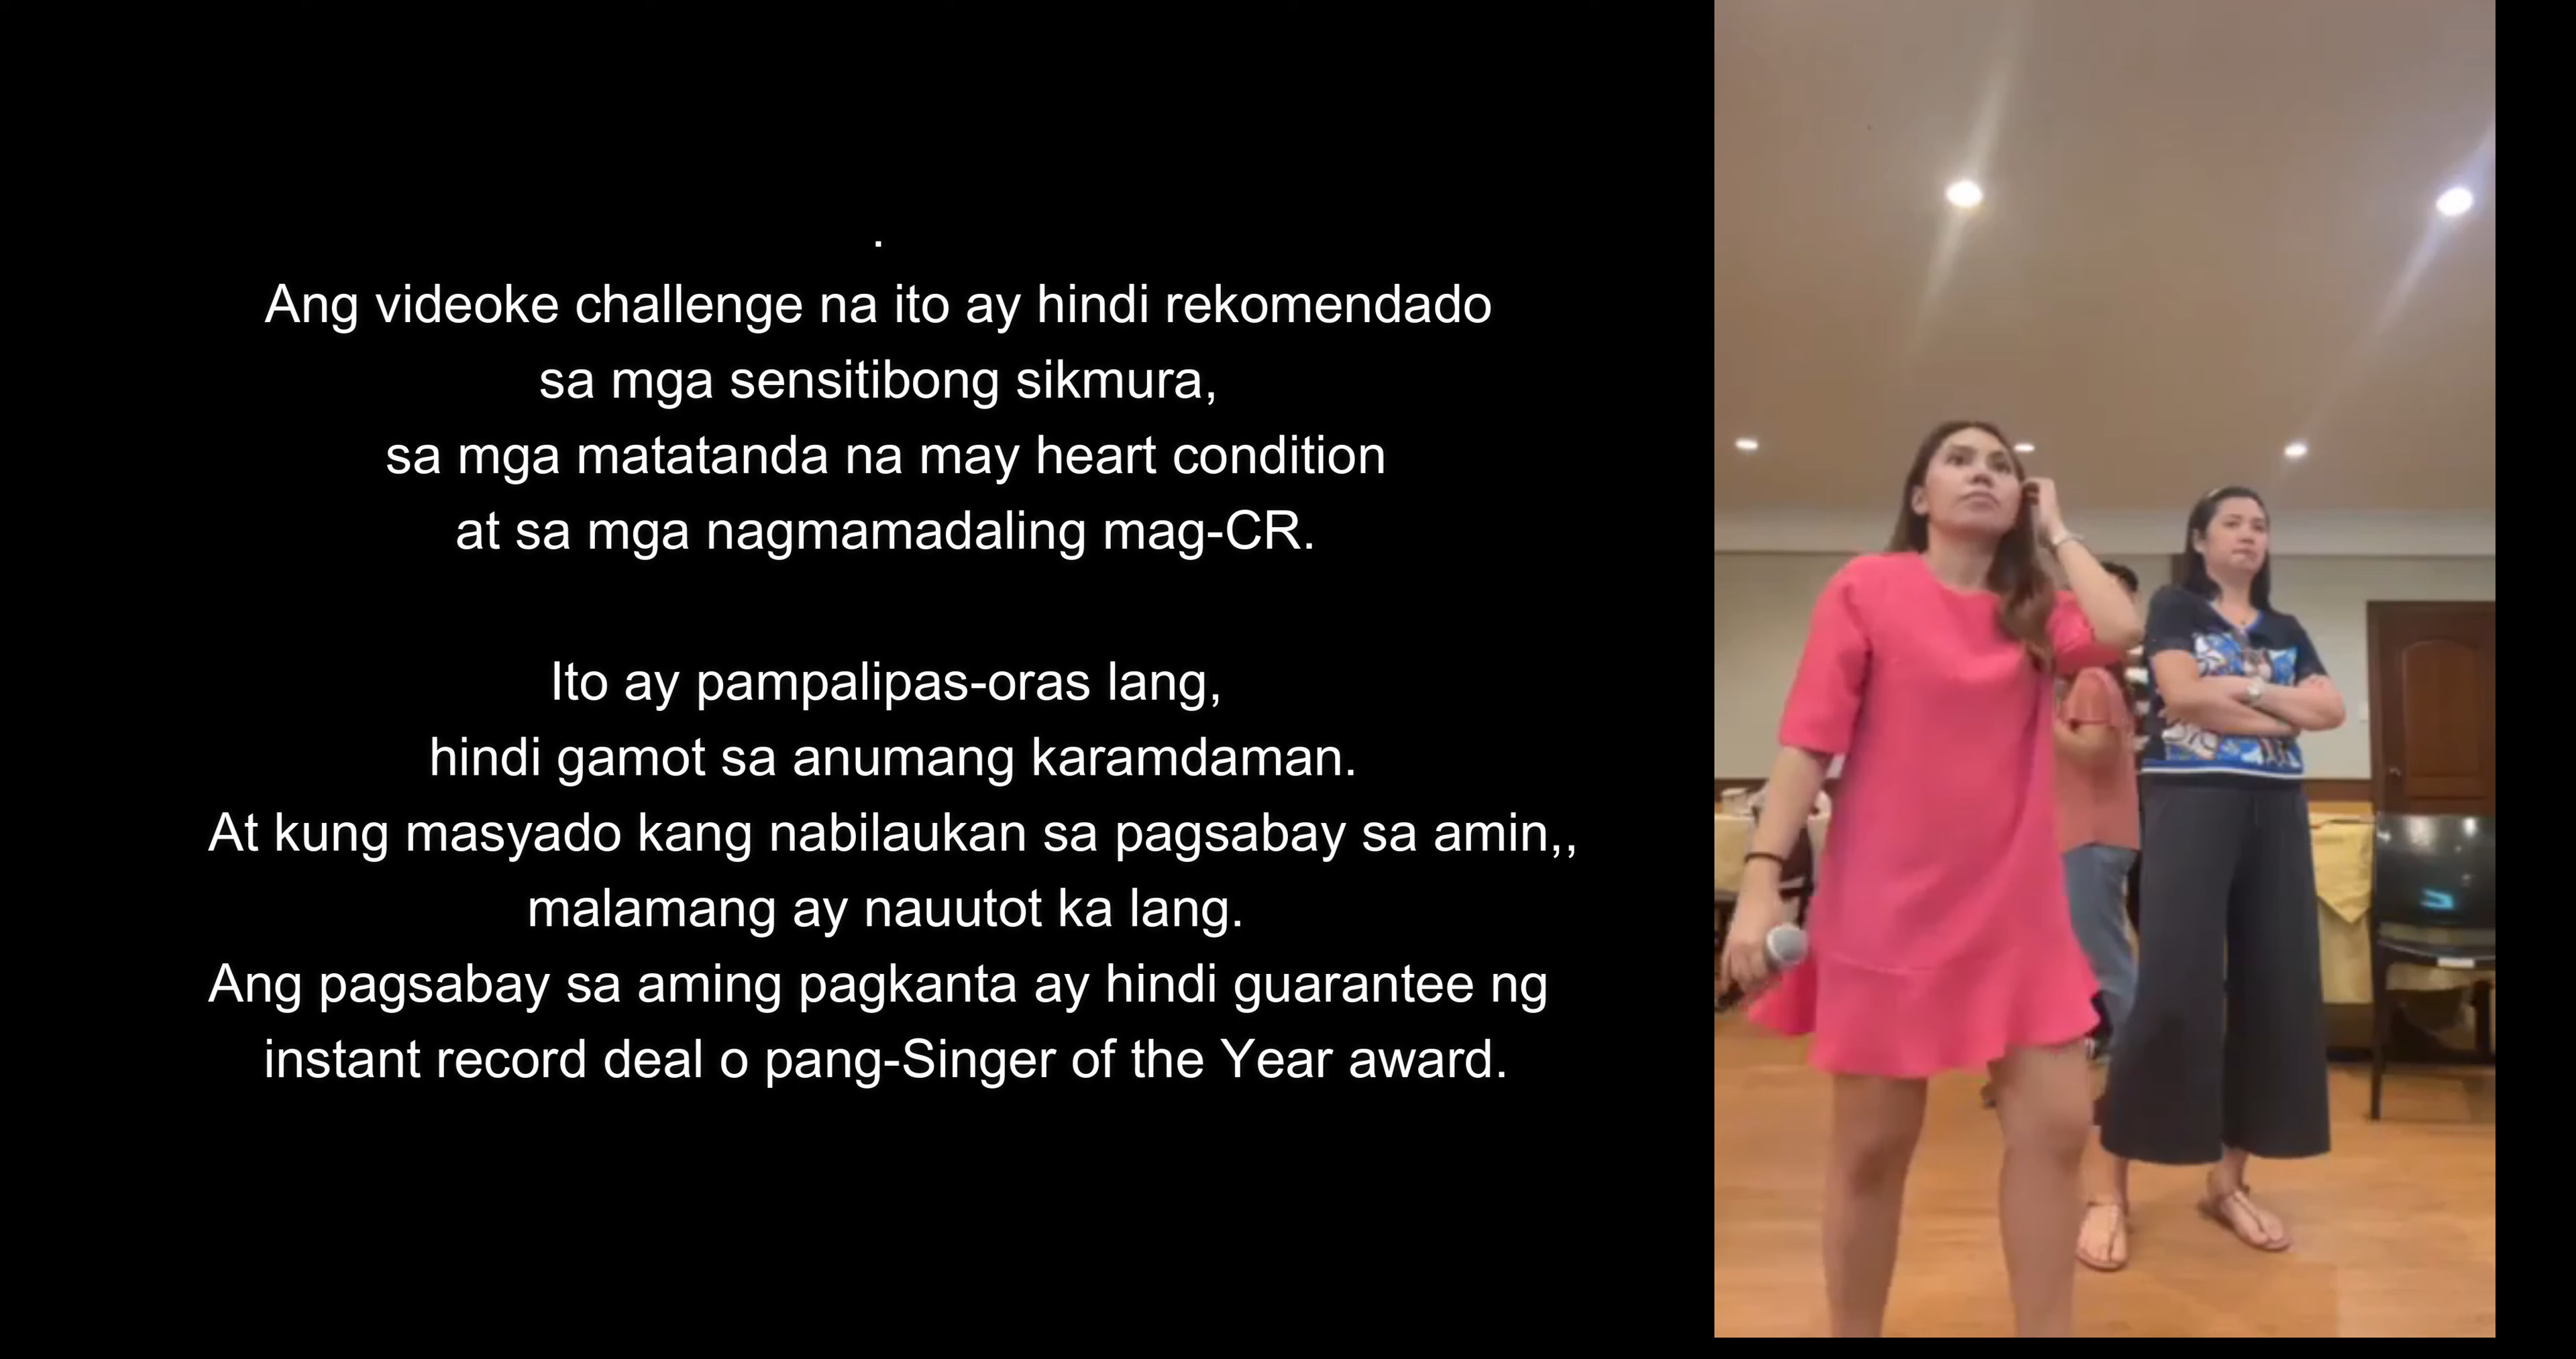 .
Ang videoke challenge na ito ay hindi rekomendado
sa mga sensitibong sikmura,
sa mga matatanda na may heart condition
at sa mga nagmamadaling mag-CR.
Ito ay pampalipas-oras lang,
hindi gamot sa anumang karamdaman.
At kung masyado kang nabilaukan sa pagsabay sa amin,,
malamang ay nauutot ka lang.
Ang pagsabay sa aming pagkanta ay hindi guarantee ng
instant record deal o pang-Singer of the Year award.